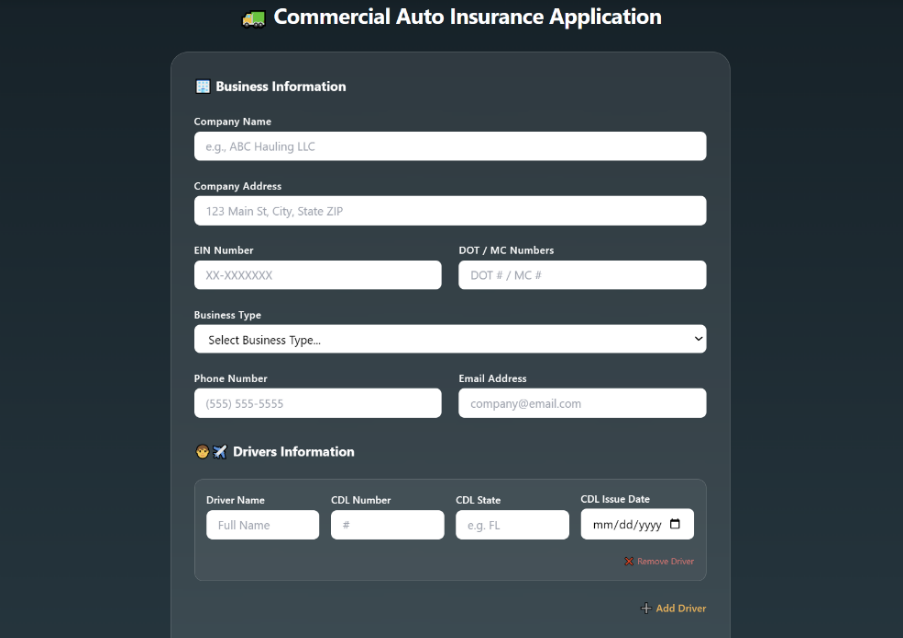 Commercial Auto Insurance Application
Business Information
Company Name
e.g., ABC Hauling LLC
Company Address
123 Main St, City, State ZIP
EIN Number
DOT / MC Numbers
XX-XXXXXXX
DOT # / MC #
Business Type
Select Business Type...
Phone Number
Email Address
(555) 555-5555
company@email.com
Drivers Information
Driver Name
CDL Number
CDL State
CDL Issue Date
Full Name
#
e.g. FL
mm/dd/yyyy
Remove Driver
Add Driver